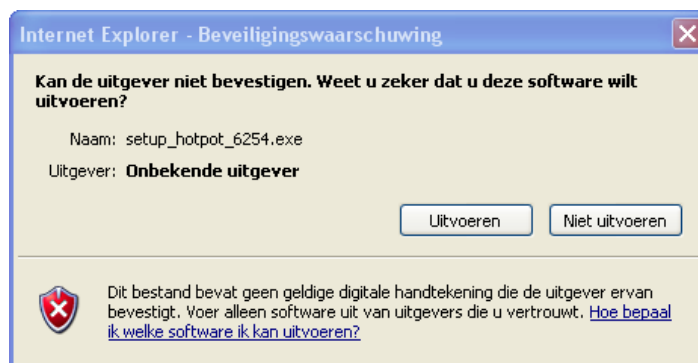 Internet Explorer - Beveiligingswaarschuwing
Kan de uitgever niet bevestigen. Weet u zeker dat u deze software wilt
uitvoeren?
Naam: setup_hotpot_6254.exe
Uitgever: Onbekende uitgever
Uitvoeren Niet uitvoeren
Dit bestand bevat geen geldige digitale handtekening die de uitgever ervan
bevestigt. Voer alleen software uit van uitgevers die u vertrouwt. Hoe bepaal
ik welke software ik kan uitvoeren?